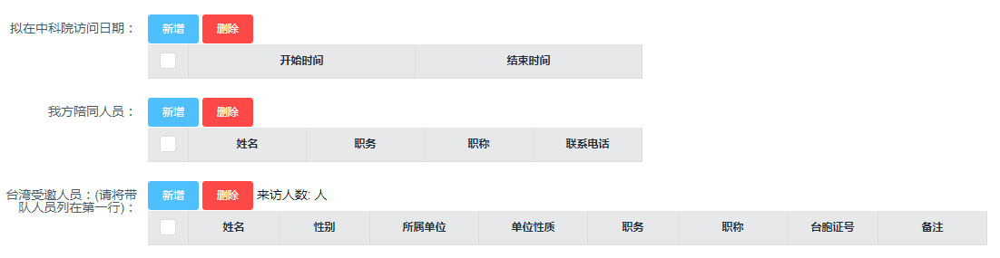 拟在中科院访问日期： 新增 删除
开始时间 结束时间
我方陪同人员： 新增 删除
姓名 职务 职称 联系电话
台湾受邀人员：(请将带
队人员列在第一行)： 新增 删除 来访人数: 人
姓名 性别 所属单位 单位性质 职务 职称 台胞证号 备注